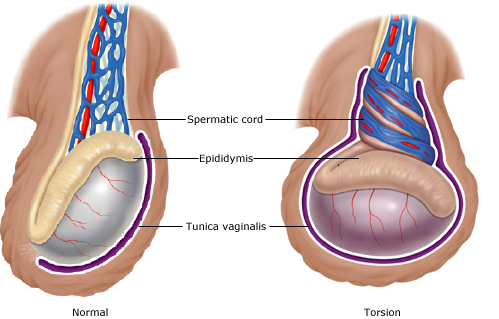 Spermatic cord
Epididymis
Tunica vaginalis
Normal
Torsion